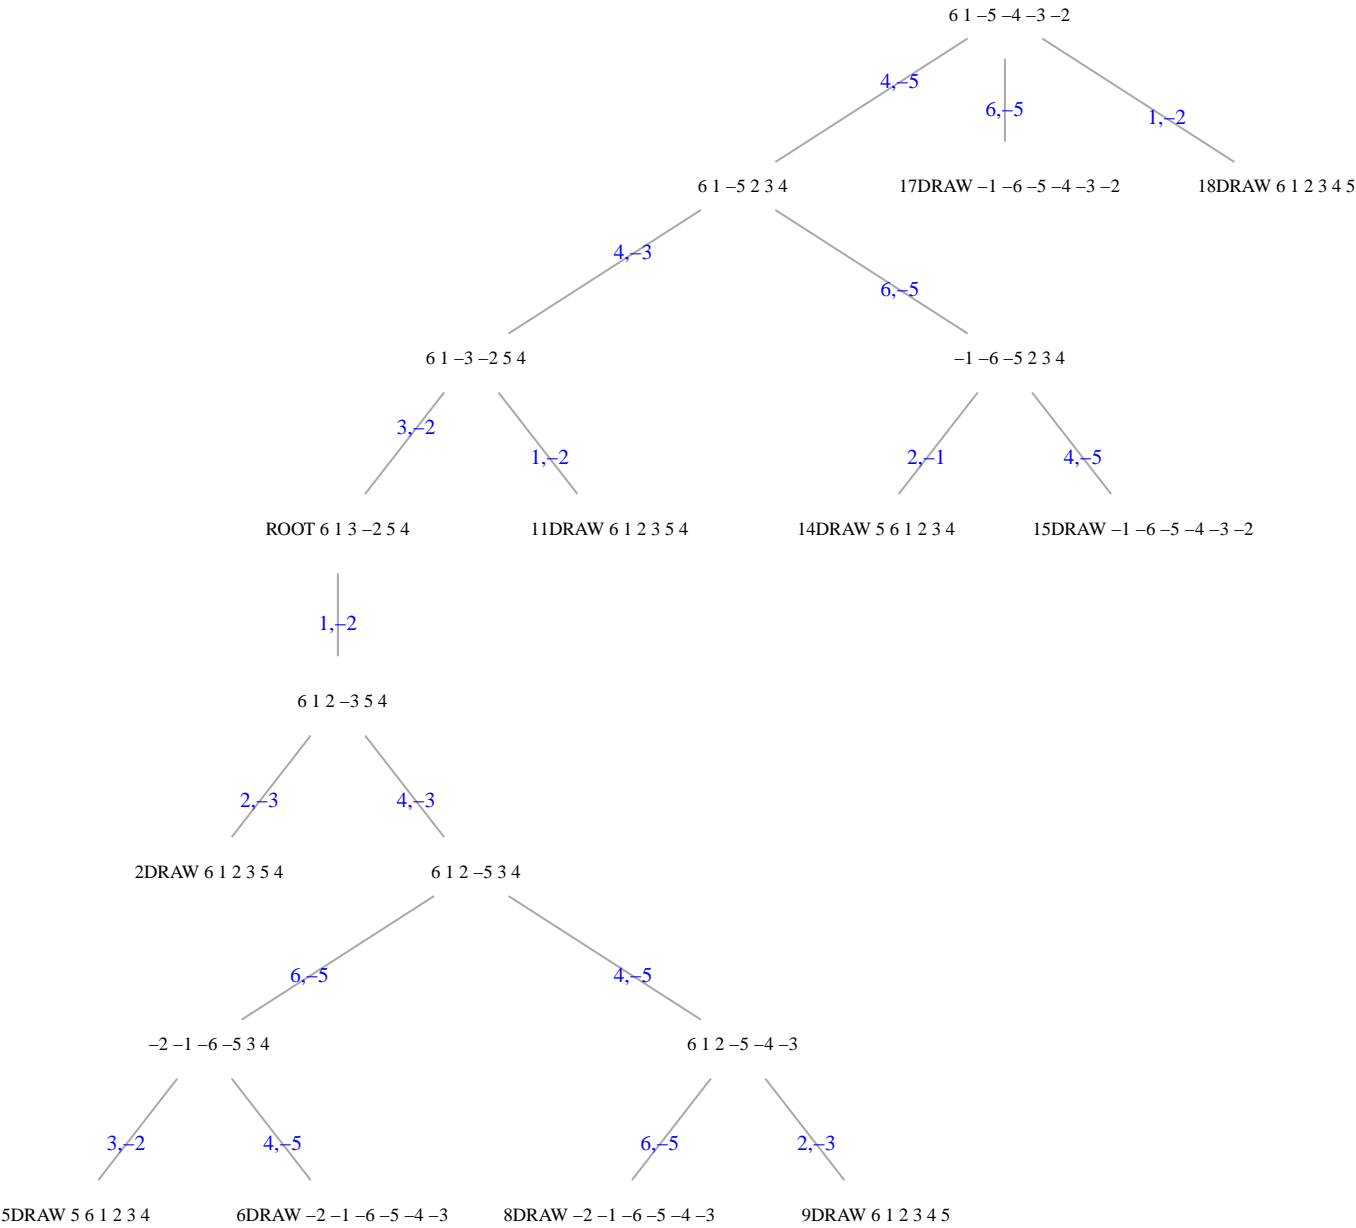 6 1 –5 –4 –3 –2
4,–5
6,–5
1,–2
6 1 –5 2 3 4
17DRAW –1 –6 –5 –4 –3 –2
18DRAW 6 1 2 3 4 5
4,–3
6,–5
6 1 –3 –2 5 4
–1 –6 –5 2 3 4
3,–2
1,–2
2,–1
4,–5
ROOT 6 1 3 –2 5 4
11DRAW 6 1 2 3 5 4
14DRAW 5 6 1 2 3 4
15DRAW –1 –6 –5 –4 –3 –2
1,–2
6 1 2 –3 5 4
2,–3
4,–3
2DRAW 6 1 2 3 5 4
6 1 2 –5 3 4
6,–5
4,–5
–2 –1 –6 –5 3 4
6 1 2 –5 –4 –3
3,–2
4,–5
6,–5
2,–3
5DRAW 5 6 1 2 3 4
6DRAW –2 –1 –6 –5 –4 –3
8DRAW –2 –1 –6 –5 –4 –3
9DRAW 6 1 2 3 4 5